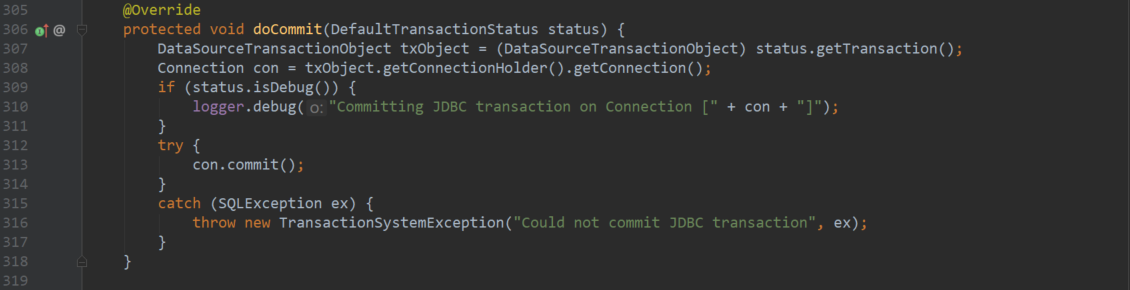 305 @Override
306 @ protected void doCommit(DefaultTransactionStatus status) {
307 DataSourceTransactionObject txObject = (DataSourceTransactionObject) status.getTransaction();
308 Connection con = txObject.getConnectionHolder().getConnection();
309 if (status.isDebug()) {
310 logger.debug( o: "Committing JDBC transaction on Connection [" + con + "]");
311 }
312 try {
313 con.commit();
314 }
315 catch (SQLException ex) {
316 throw new TransactionSystemException("Could not commit JDBC transaction", ex);
317 }
318 }
319